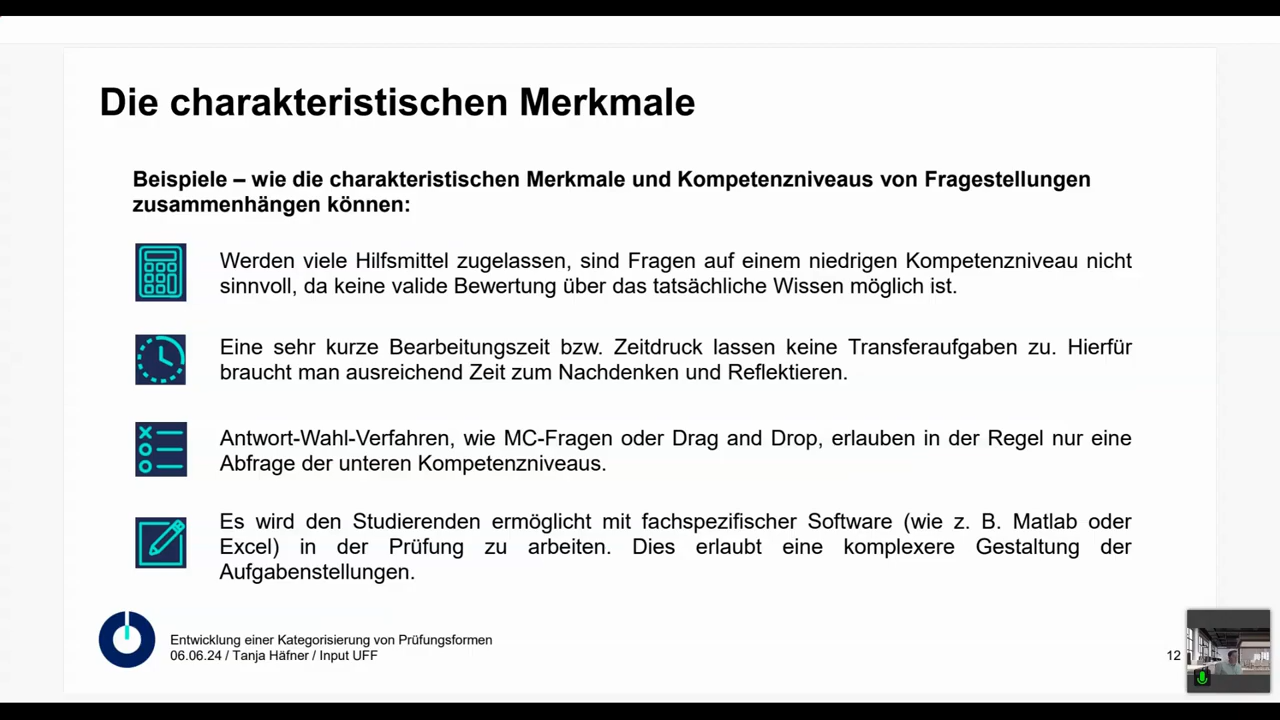 Die charakteristischen Merkmale
Beispiele – wie die charakteristischen Merkmale und Kompetenzniveaus von Fragestellungen
zusammenhängen können:
Werden viele Hilfsmittel zugelassen, sind Fragen auf einem niedrigen Kompetenzniveau nicht
sinnvoll, da keine valide Bewertung über das tatsächliche Wissen möglich ist.
Eine sehr kurze Bearbeitungszeit bzw. Zeitdruck lassen keine Transferaufgaben zu. Hierfür
braucht man ausreichend Zeit zum Nachdenken und Reflektieren.
Antwort-Wahl-Verfahren, wie MC-Fragen oder Drag and Drop, erlauben in der Regel nur eine
Abfrage der unteren Kompetenzniveaus.
Es wird den Studierenden ermöglicht mit fachspezifischer Software (wie z. B. Matlab oder
Excel) in der Prüfung zu arbeiten. Dies erlaubt eine komplexere Gestaltung der
Aufgabenstellungen.
Entwicklung einer Kategorisierung von Prüfungsformen
06.06.24 / Tanja Häfner / Input UFF
12